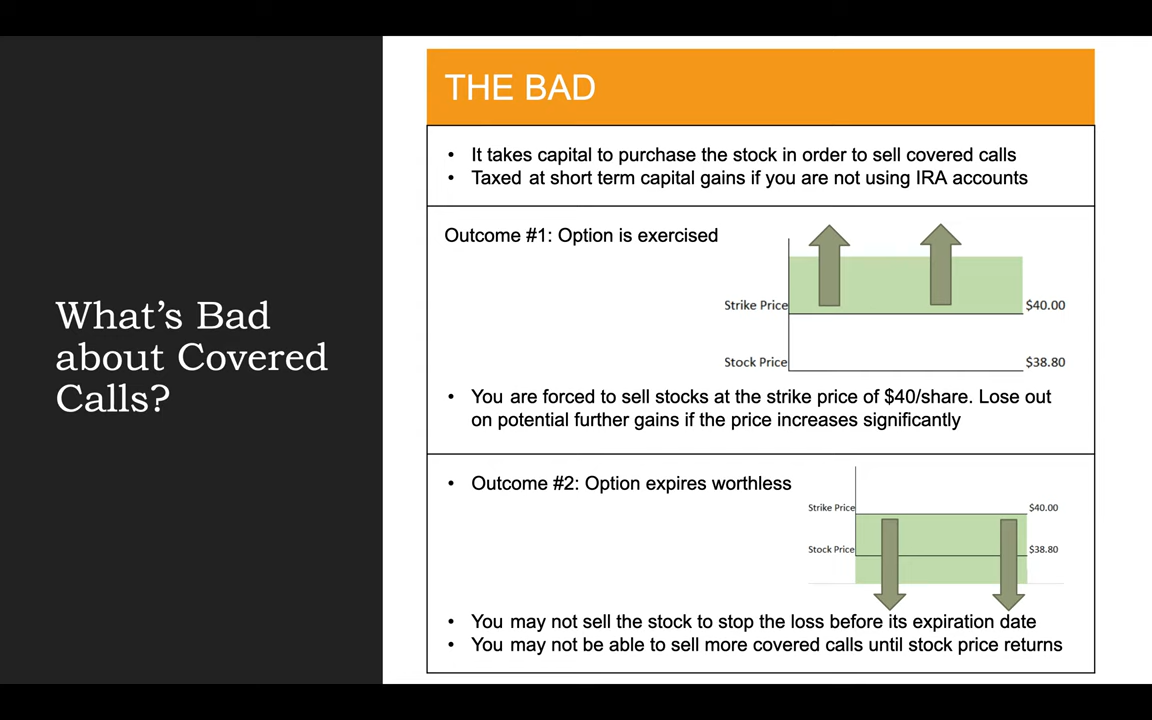 What's Bad
about Covered
Calls?
THE BAD
• It takes capital to purchase the stock in order to sell covered calls
• Taxed at short term capital gains if you are not using IRA accounts
Outcome #1: Option is exercised
Strike Price $40.00
Stock Price $38.80
• You are forced to sell stocks at the strike price of $40/share. Lose out
on potential further gains if the price increases significantly
• Outcome #2: Option expires worthless
Strike Price $40.00
Stock Price $38.80
• You may not sell the stock to stop the loss before its expiration date
• You may not be able to sell more covered calls until stock price returns